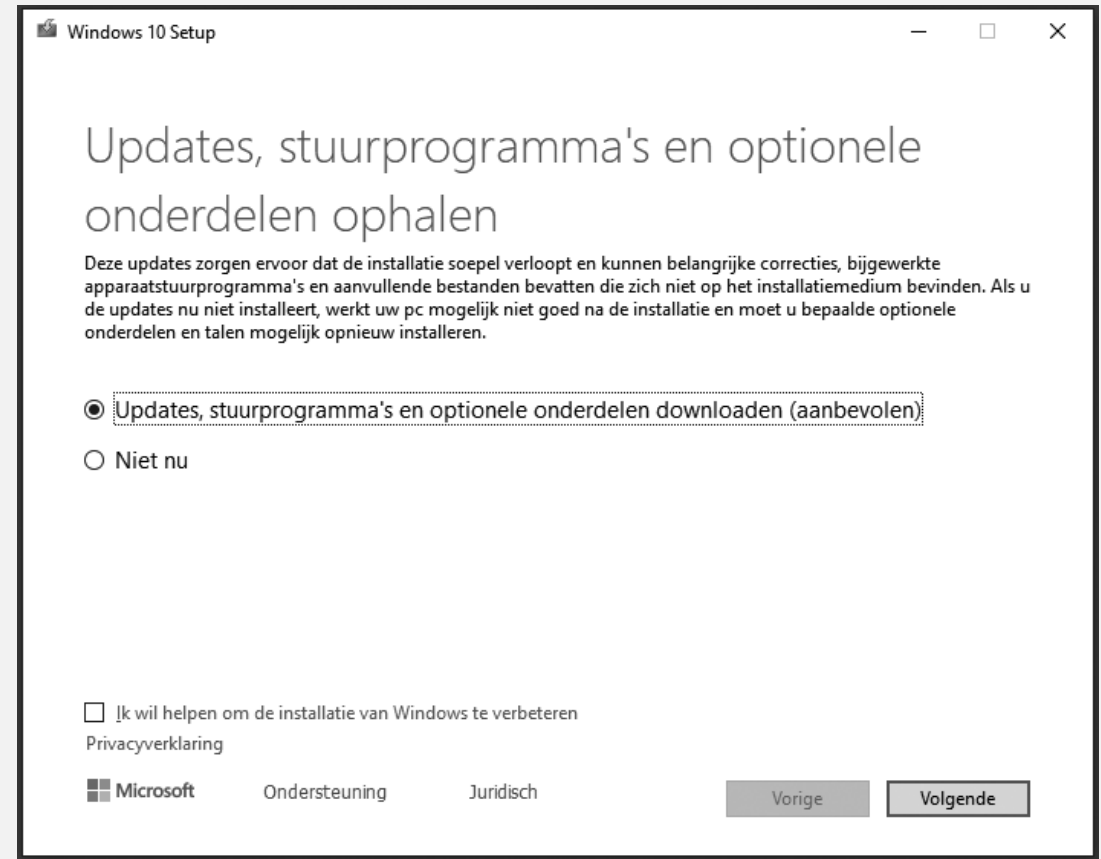 Windows 10 Setup
Updates, stuurprogramma's en optionele
onderdelen ophalen
Deze updates zorgen ervoor dat de installatie soepel verloopt en kunnen belangrijke correcties, bijgewerkte
apparaatstuurprogramma's en aanvullende bestanden bevatten die zich niet op het installatiemedium bevinden. Als u
de updates nu niet installeert, werkt uw pc mogelijk niet goed na de installatie en moet u bepaalde optionele
onderdelen en talen mogelijk opnieuw installeren.
Updates, stuurprogramma's en optionele onderdelen downloaden (aanbevolen)
Niet nu
Ik wil helpen om de installatie van Windows te verbeteren
Privacyverklaring
Microsoft Ondersteuning Juridisch Vorige Volgende